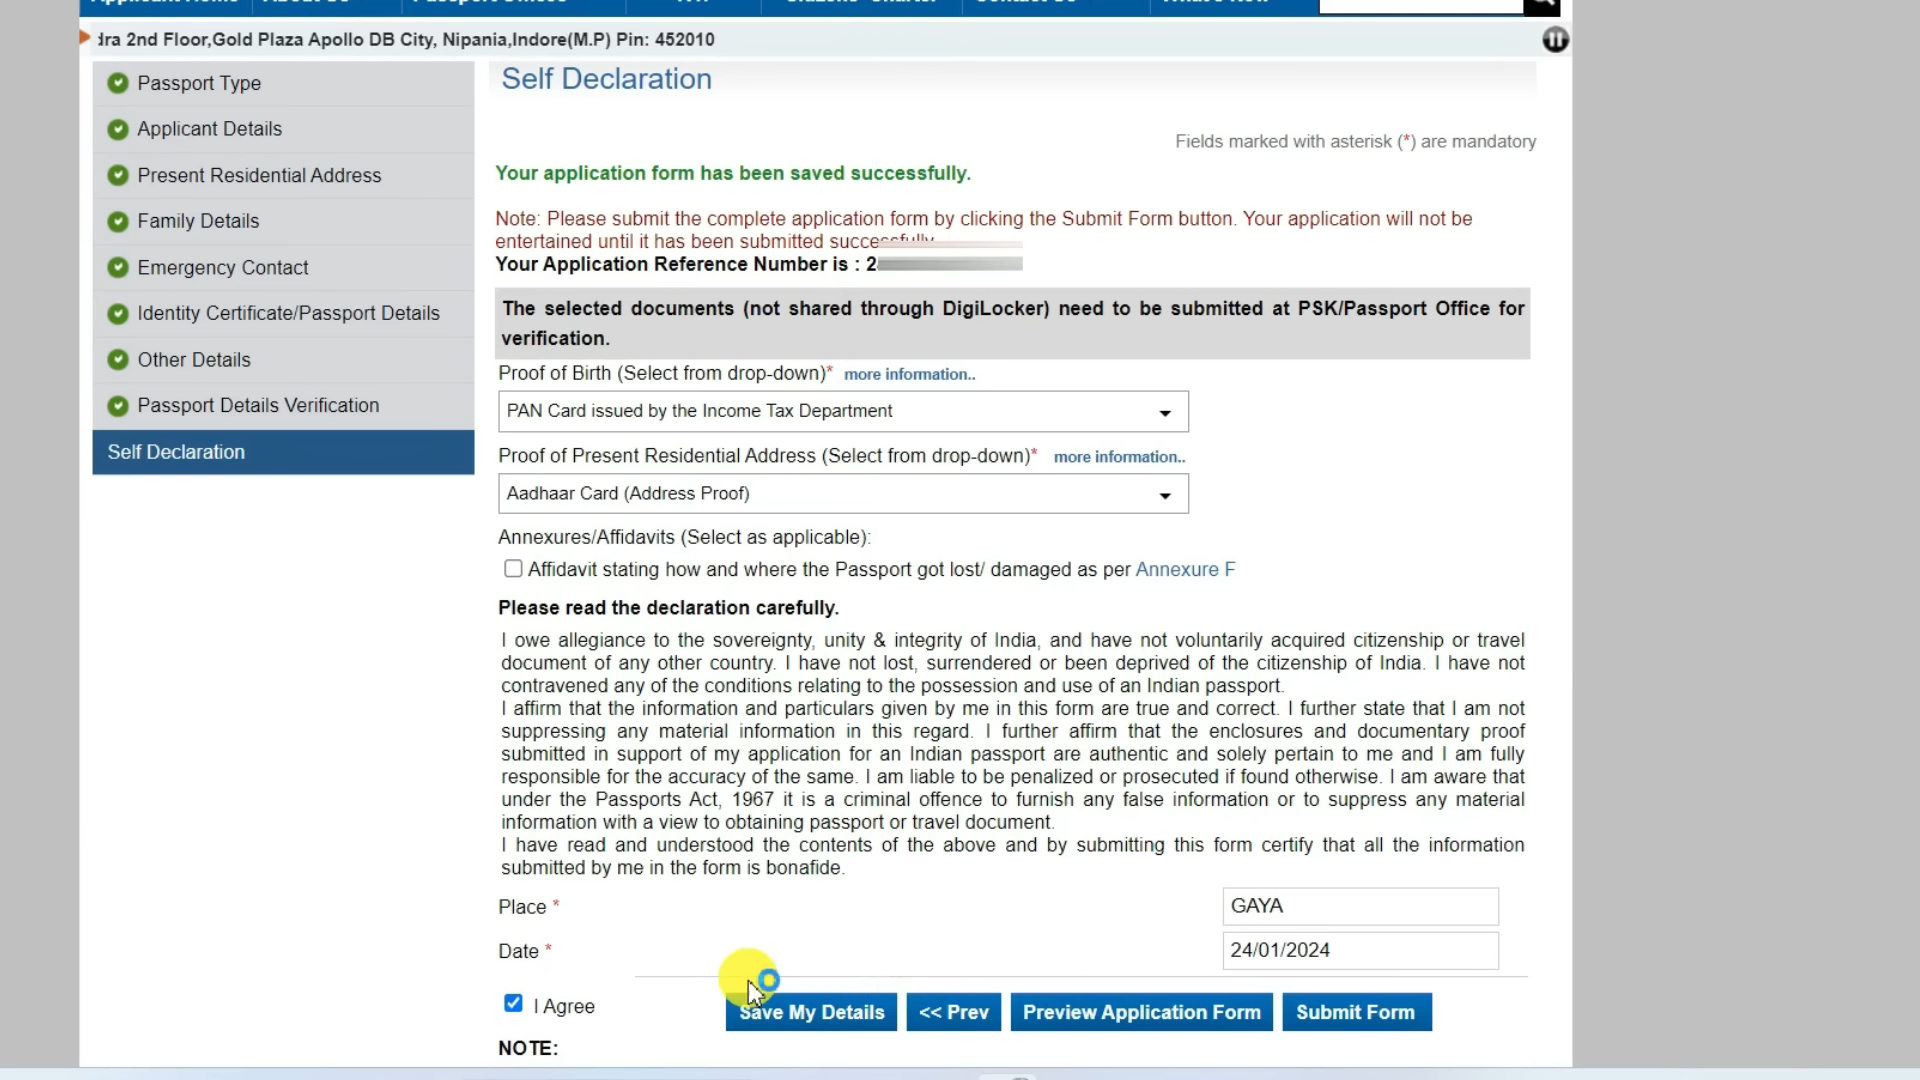 Applicant Home About Us Passport Offices RTI Citizens' Charter Contact Us What's New
2nd Floor,Gold Plaza Apollo DB City, Nipania,Indore(M.P) Pin: 452010
Passport Type
Applicant Details
Present Residential Address
Family Details
Emergency Contact
Identity Certificate/Passport Details
Other Details
Passport Details Verification
Self Declaration
Self Declaration
Fields marked with asterisk (*) are mandatory
Your application form has been saved successfully.
Note: Please submit the complete application form by clicking the Submit Form button. Your application will not be
entertained until it has been submitted successfully.
Your Application Reference Number is : 2
The selected documents (not shared through DigiLocker) need to be submitted at PSK/Passport Office for
verification.
Proof of Birth (Select from drop-down)* more information..
PAN Card issued by the Income Tax Department
Proof of Present Residential Address (Select from drop-down)* more information..
Aadhaar Card (Address Proof)
Annexures/Affidavits (Select as applicable):
Affidavit stating how and where the Passport got lost/ damaged as per Annexure F
Please read the declaration carefully.
I owe allegiance to the sovereignty, unity & integrity of India, and have not voluntarily acquired citizenship or travel
document of any other country. I have not lost, surrendered or been deprived of the citizenship of India. I have not
contravened any of the conditions relating to the possession and use of an Indian passport.
I affirm that the information and particulars given by me in this form are true and correct. I further state that I am not
suppressing any material information in this regard. I further affirm that the enclosures and documentary proof
submitted in support of my application for an Indian passport are authentic and solely pertain to me and I am fully
responsible for the accuracy of the same. I am liable to be penalized or prosecuted if found otherwise. I am aware that
under the Passports Act, 1967 it is a criminal offence to furnish any false information or to suppress any material
information with a view to obtaining passport or travel document.
I have read and understood the contents of the above and by submitting this form certify that all the information
submitted by me in the form is bonafide.
Place *
GAYA
Date *
24/01/2024
I Agree
Save My Details << Prev Preview Application Form Submit Form
NOTE: